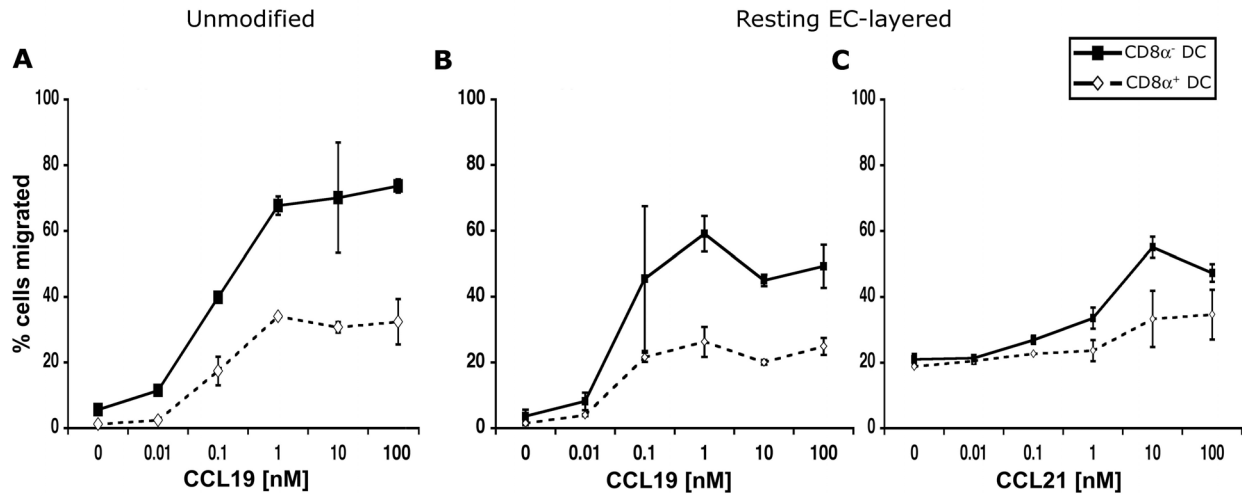 Unmodified
Resting EC-layered
A
B
C
CD8α⁻ DC
CD8α⁺ DC
% cells migrated
100
80
60
40
20
0
0 0.01 0.1 1 10 100
CCL19 [nM]
100
80
60
40
20
0
0 0.01 0.1 1 10 100
CCL19 [nM]
100
80
60
40
20
0
0 0.01 0.1 1 10 100
CCL21 [nM]